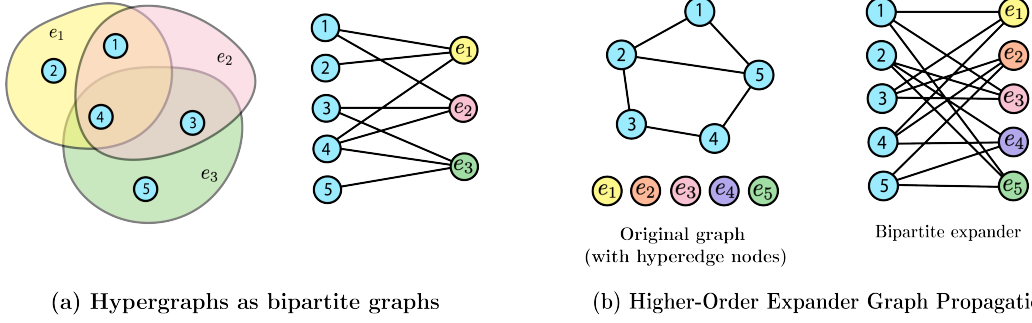 e₁
e₂
e₃
1
2
3
4
5
1
2
3
4
5
e₁
e₂
e₃
(a) Hypergraphs as bipartite graphs
1
2
3
4
5
e₁ e₂ e₃ e₄ e₅
Original graph
(with hyperedge nodes)
1
2
3
4
5
e₁
e₂
e₃
e₄
e₅
Bipartite expander
(b) Higher-Order Expander Graph Propagati